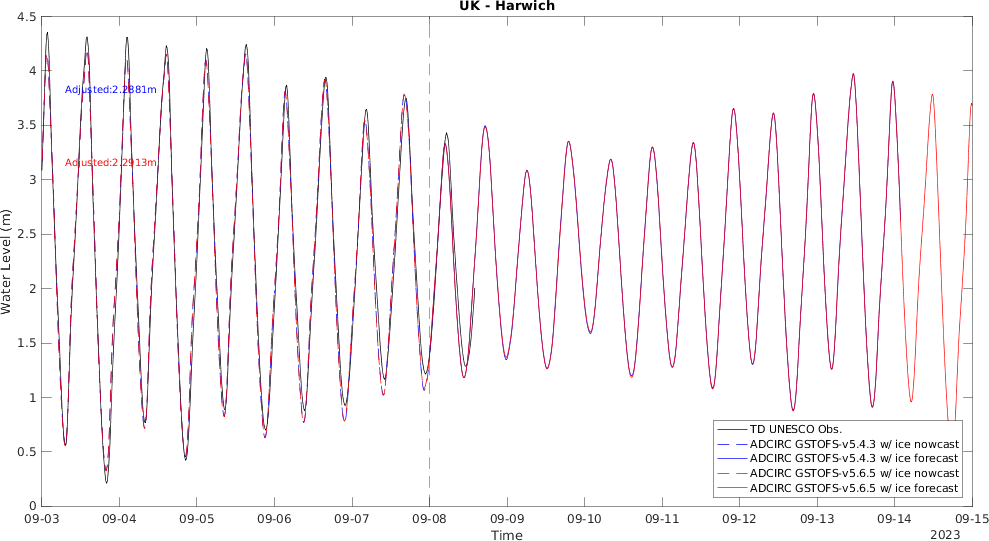 UK - Harwich
4.5
4
3.5
3
2.5
2
1.5
1
0.5
0
Water Level (m)
Adjusted:2.2881m
Adjusted:2.2913m
TD UNESCO Obs.
ADCIRC GSTOFS-v5.4.3 w/ ice nowcast
ADCIRC GSTOFS-v5.4.3 w/ ice forecast
ADCIRC GSTOFS-v5.6.5 w/ ice nowcast
ADCIRC GSTOFS-v5.6.5 w/ ice forecast
09-03 09-04 09-05 09-06 09-07 09-08 09-09 09-10 09-11 09-12 09-13 09-14 09-15
Time
2023